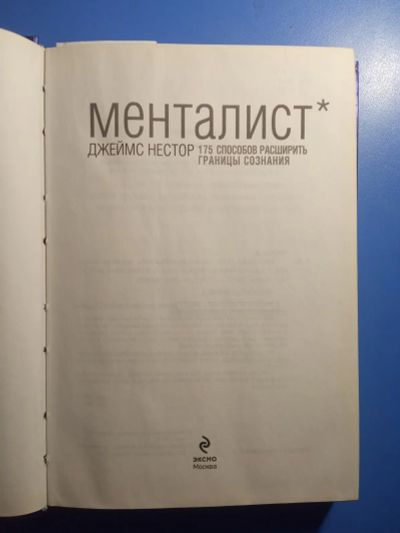 менталист*
ДЖЕЙМС НЕСТОР 175 СПОСОБОВ РАСШИРИТЬ
ГРАНИЦЫ СОЗНАНИЯ
ЭКСМО
Москва